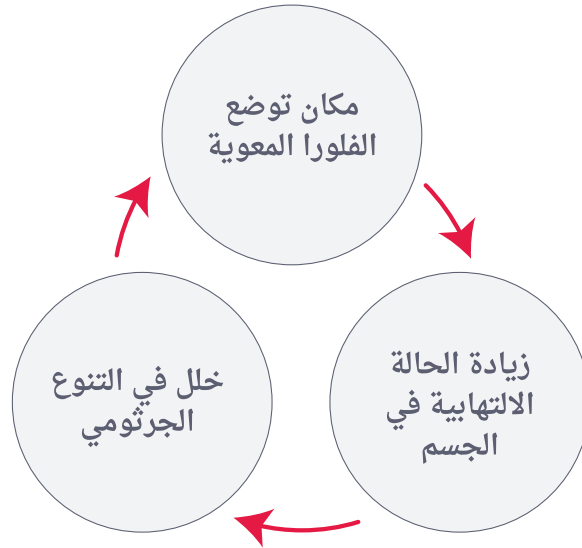 مكان توضع
الفلورا المعوية
زيادة الحالة
الالتهابية في
الجسم
خلل في التنوع
الجرثومي